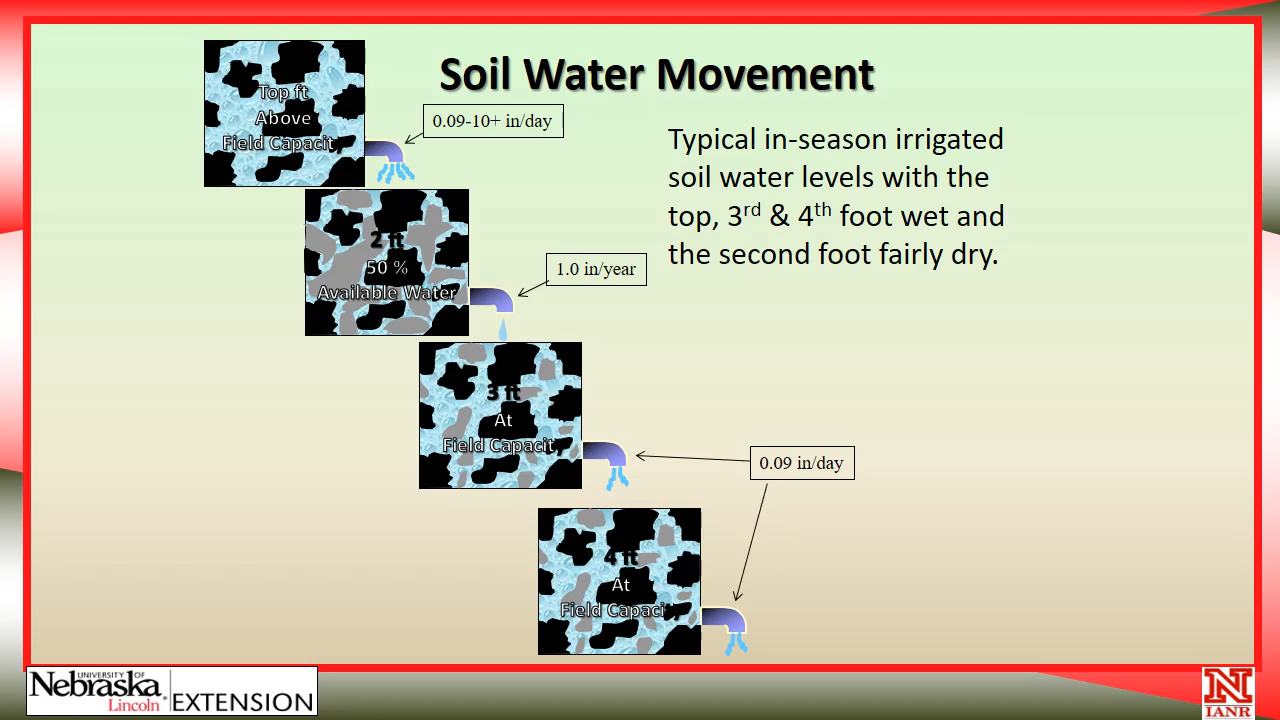 Soil Water Movement
Top ft
Above
Field Capacit
0.09-10+ in/day
Typical in-season irrigated
soil water levels with the
top, 3rd & 4th foot wet and
the second foot fairly dry.
2 ft
50 %
Available Water
1.0 in/year
3 ft
At
Field Capacit
0.09 in/day
4 ft
At
Field Capacit
UNIVERSITY OF
Nebraska
Lincoln
EXTENSION
N
IANR